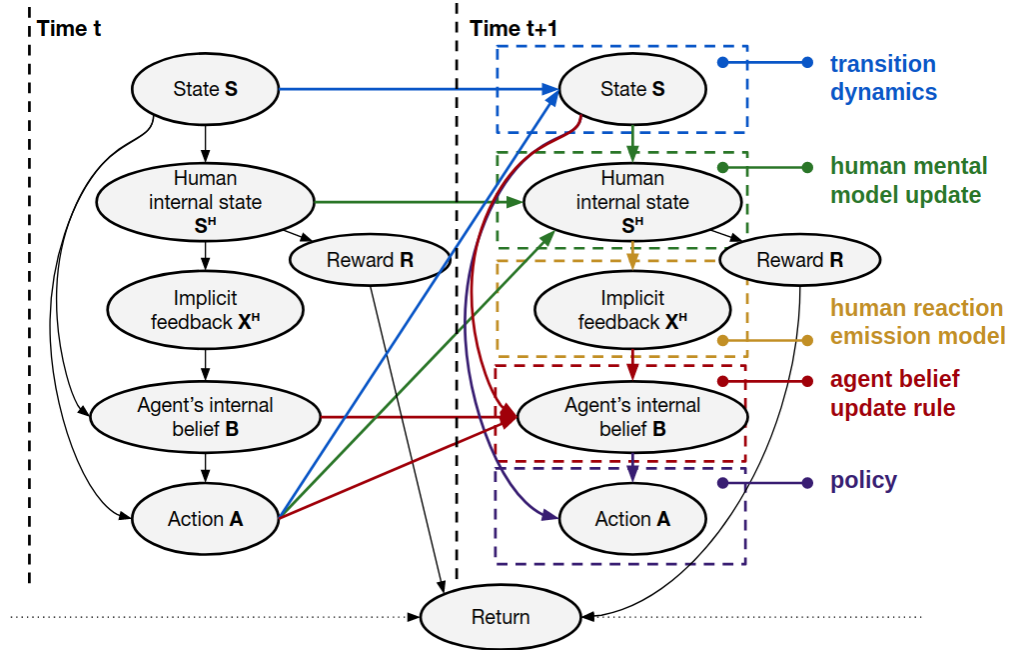 Time t
State S
Human
internal state
Sᴴ
Reward R
Implicit
feedback Xᴴ
Agent's internal
belief B
Action A
Time t+1
State S
Human
internal state
Sᴴ
Reward R
Implicit
feedback Xᴴ
Agent's internal
belief B
Action A
Return
transition
dynamics
human mental
model update
human reaction
emission model
agent belief
update rule
policy